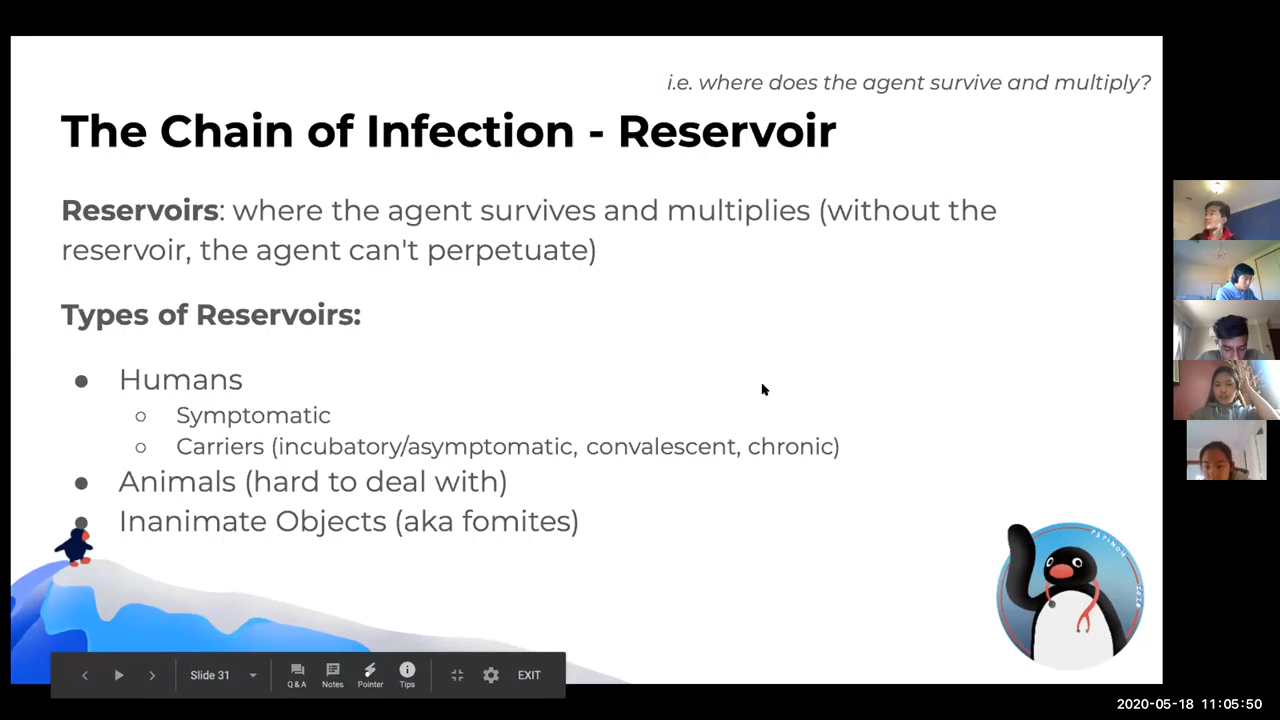 i.e. where does the agent survive and multiply?
The Chain of Infection - Reservoir
Reservoirs: where the agent survives and multiplies (without the
reservoir, the agent can't perpetuate)
Types of Reservoirs:
● Humans
○ Symptomatic
○ Carriers (incubatory/asymptomatic, convalescent, chronic)
● Animals (hard to deal with)
● Inanimate Objects (aka fomites)
Slide 31
Q&A
Notes
Pointer
Tips
EXIT
2020-05-18 11:05:50